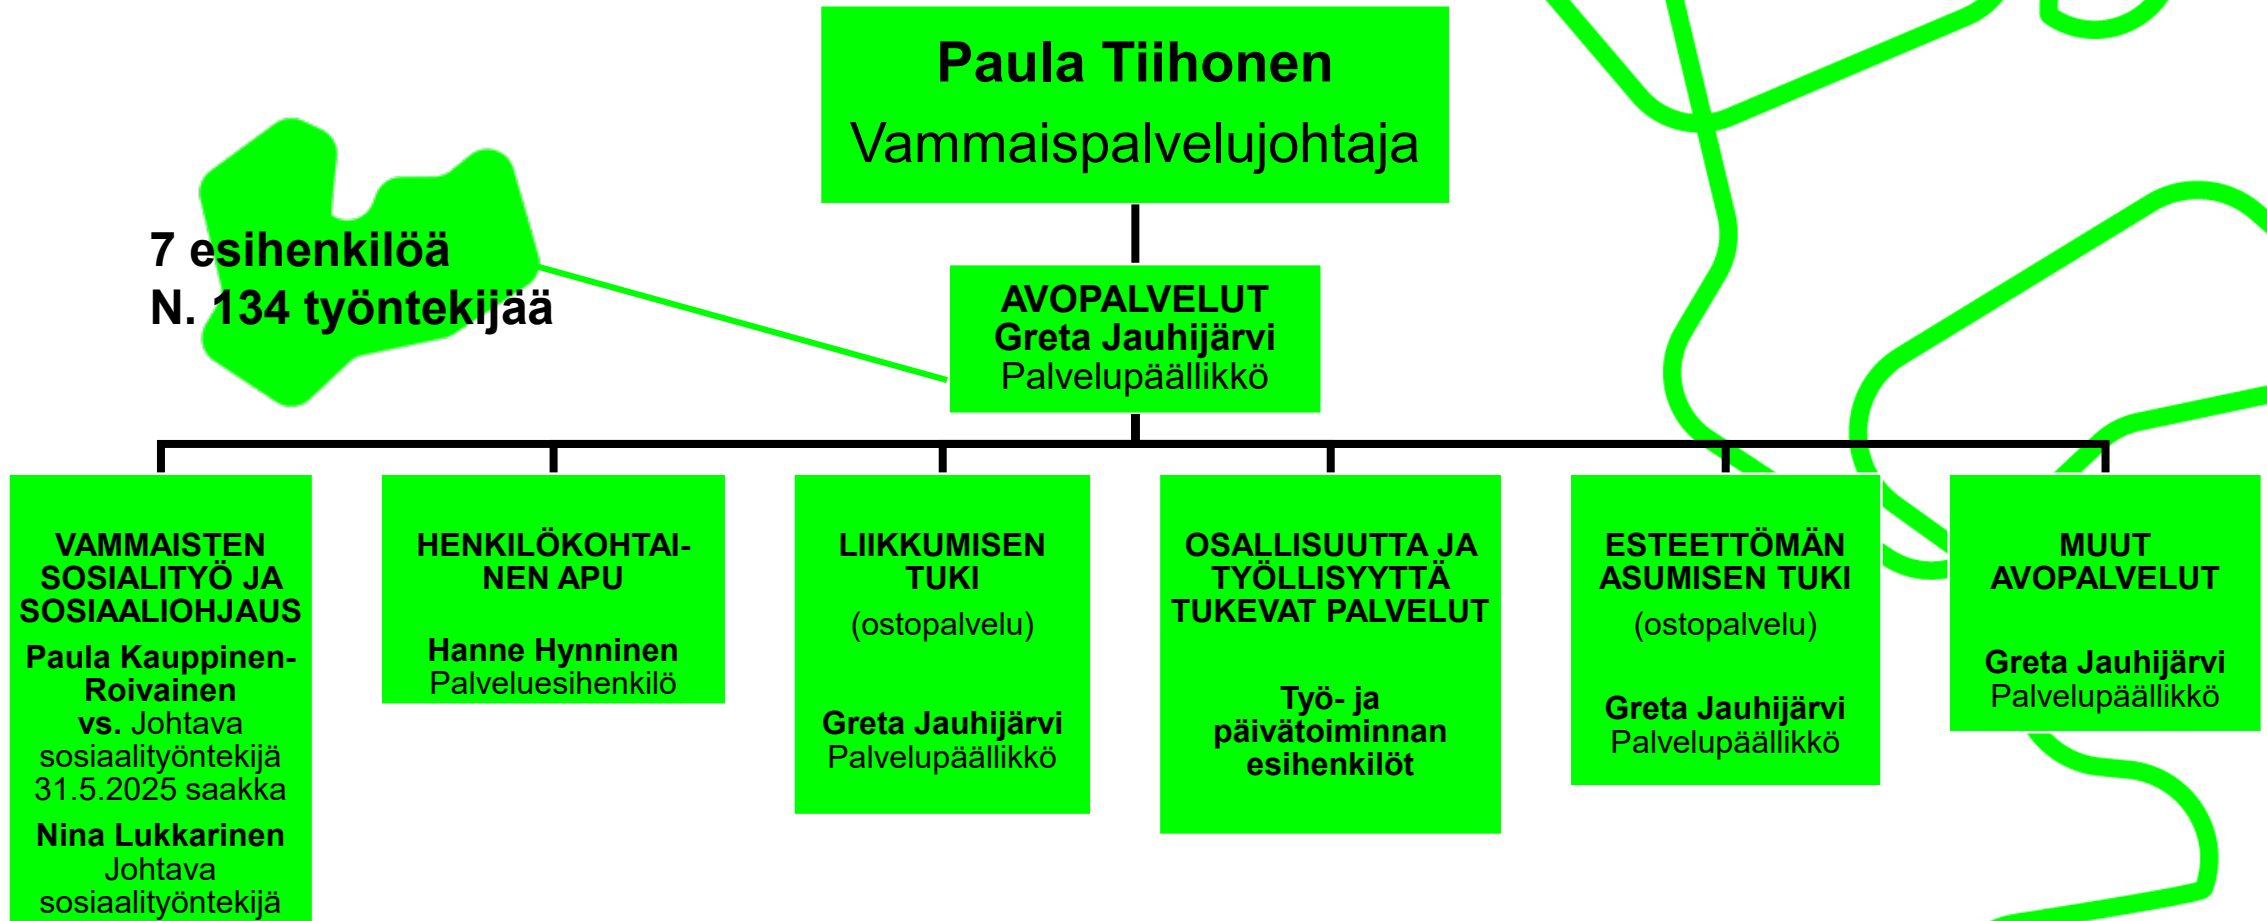 Paula Tiihonen
Vammaispalvelujohtaja
7 esihenkilöä
N. 134 työntekijää
AVOPALVELUT
Greta Jauhijärvi
Palvelupäällikkö
VAMMAISTEN
SOSIALITYÖ JA
SOSIAALIOHJAUS
Paula Kauppinen-
Roivainen
vs. Johtava
sosiaalityöntekijä
31.5.2025 saakka
Nina Lukkarinen
Johtava
sosiaalityöntekijä
HENKILÖKOHTAI-
NEN APU
Hanne Hynninen
Palveluesihenkilö
LIIKKUMISEN
TUKI
(ostopalvelu)
Greta Jauhijärvi
Palvelupäällikkö
OSALLISUUTTA JA
TYÖLLISYYTTÄ
TUKEVAT PALVELUT
Työ- ja
päivätoiminnan
esihenkilöt
ESTEETTÖMÄN
ASUMISEN TUKI
(ostopalvelu)
Greta Jauhijärvi
Palvelupäällikkö
MUUT
AVOPALVELUT
Greta Jauhijärvi
Palvelupäällikkö